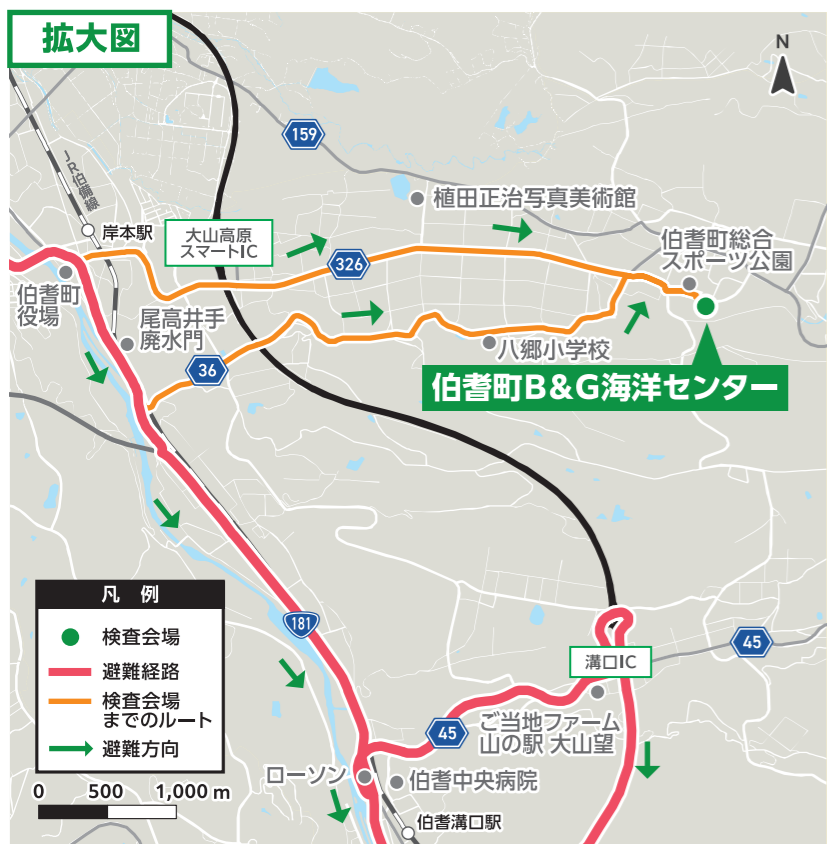 拡大図
N
159
JR伯備線
植田正治写真美術館
岸本駅
大山高原
スマートIC
伯耆町総合
スポーツ公園
326
伯耆町
役場
尾高井手
廃水門
八郷小学校
36
伯耆町B&G海洋センター
凡 例
検査会場
避難経路
検査会場
までのルート
避難方向
181
溝口IC
45
45
ご当地ファーム
山の駅 大山望
ローソン
伯耆中央病院
0 500 1,000 m
伯耆溝口駅